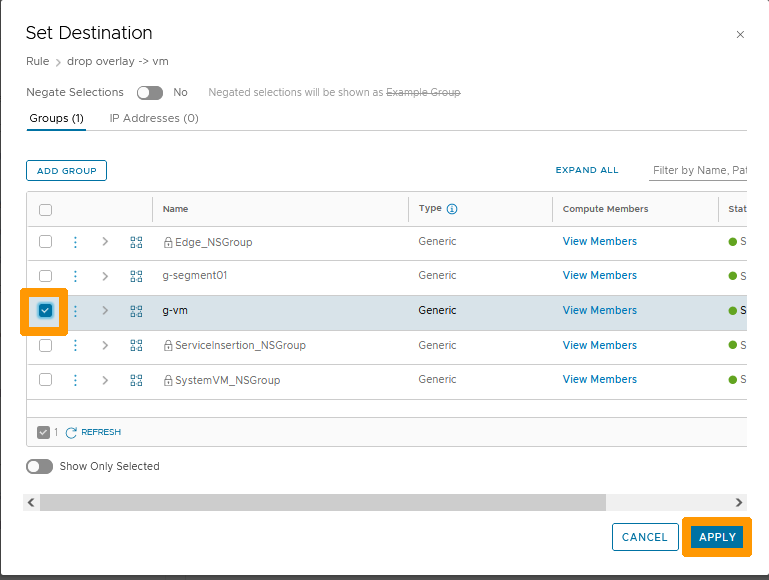 Set Destination
Rule > drop overlay -> vm
Negate Selections No Negated selections will be shown as Example Group
Groups (1) IP Addresses (0)
ADD GROUP EXPAND ALL Filter by Name, Pat
Name Type Compute Members Stat
Edge_NSGroup Generic View Members S
g-segment01 Generic View Members S
g-vm Generic View Members S
ServiceInsertion_NSGroup Generic View Members S
SystemVM_NSGroup Generic View Members S
1 REFRESH
Show Only Selected
CANCEL APPLY